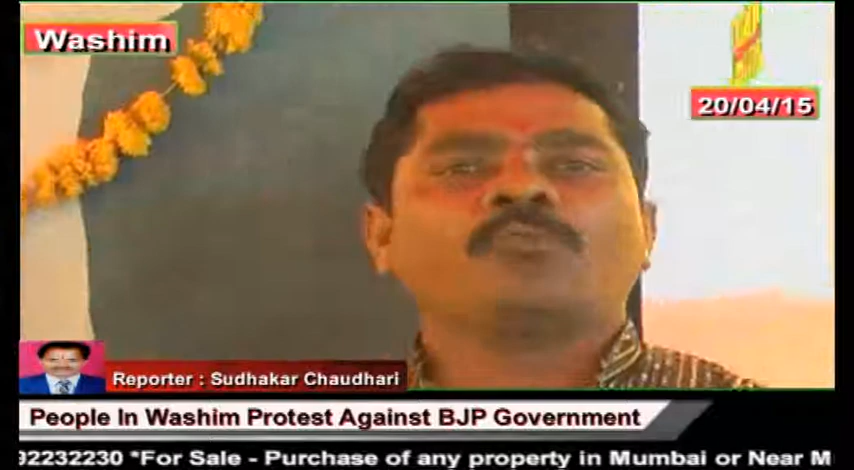 Washim
20/04/15
Reporter : Sudhakar Chaudhari
People In Washim Protest Against BJP Government
92232230 *For Sale - Purchase of any property in Mumbai or Near M